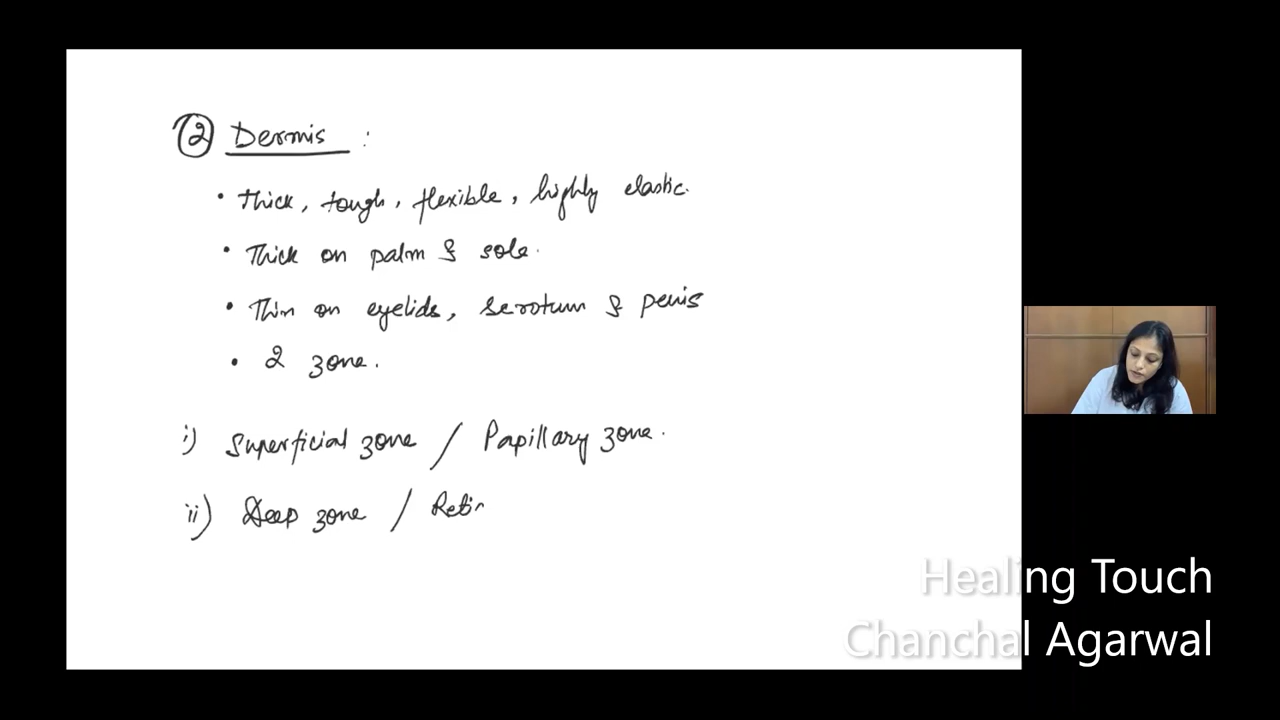 ② Dermis :
• Thick, tough, flexible, highly elastic.
• Thick on palm & sole.
• Thin on eyelids, scrotum & penis
• 2 zone.
i) Superficial zone / Papillary zone.
ii) Deep zone / Reti
Healing Touch
Chanchal Agarwal